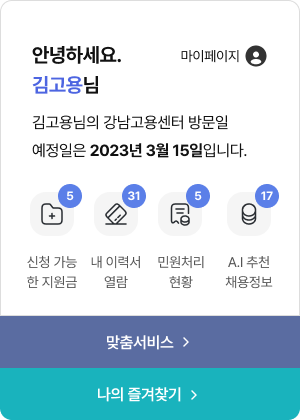 안녕하세요.
마이페이지
김고용님
김고용님의 강남고용센터 방문일
예정일은 2023년 3월 15일입니다.
5
31
5
17
신청 가능
한 지원금
내 이력서
열람
민원처리
현황
A.I 추천
채용정보
맞춤서비스
나의 즐겨찾기